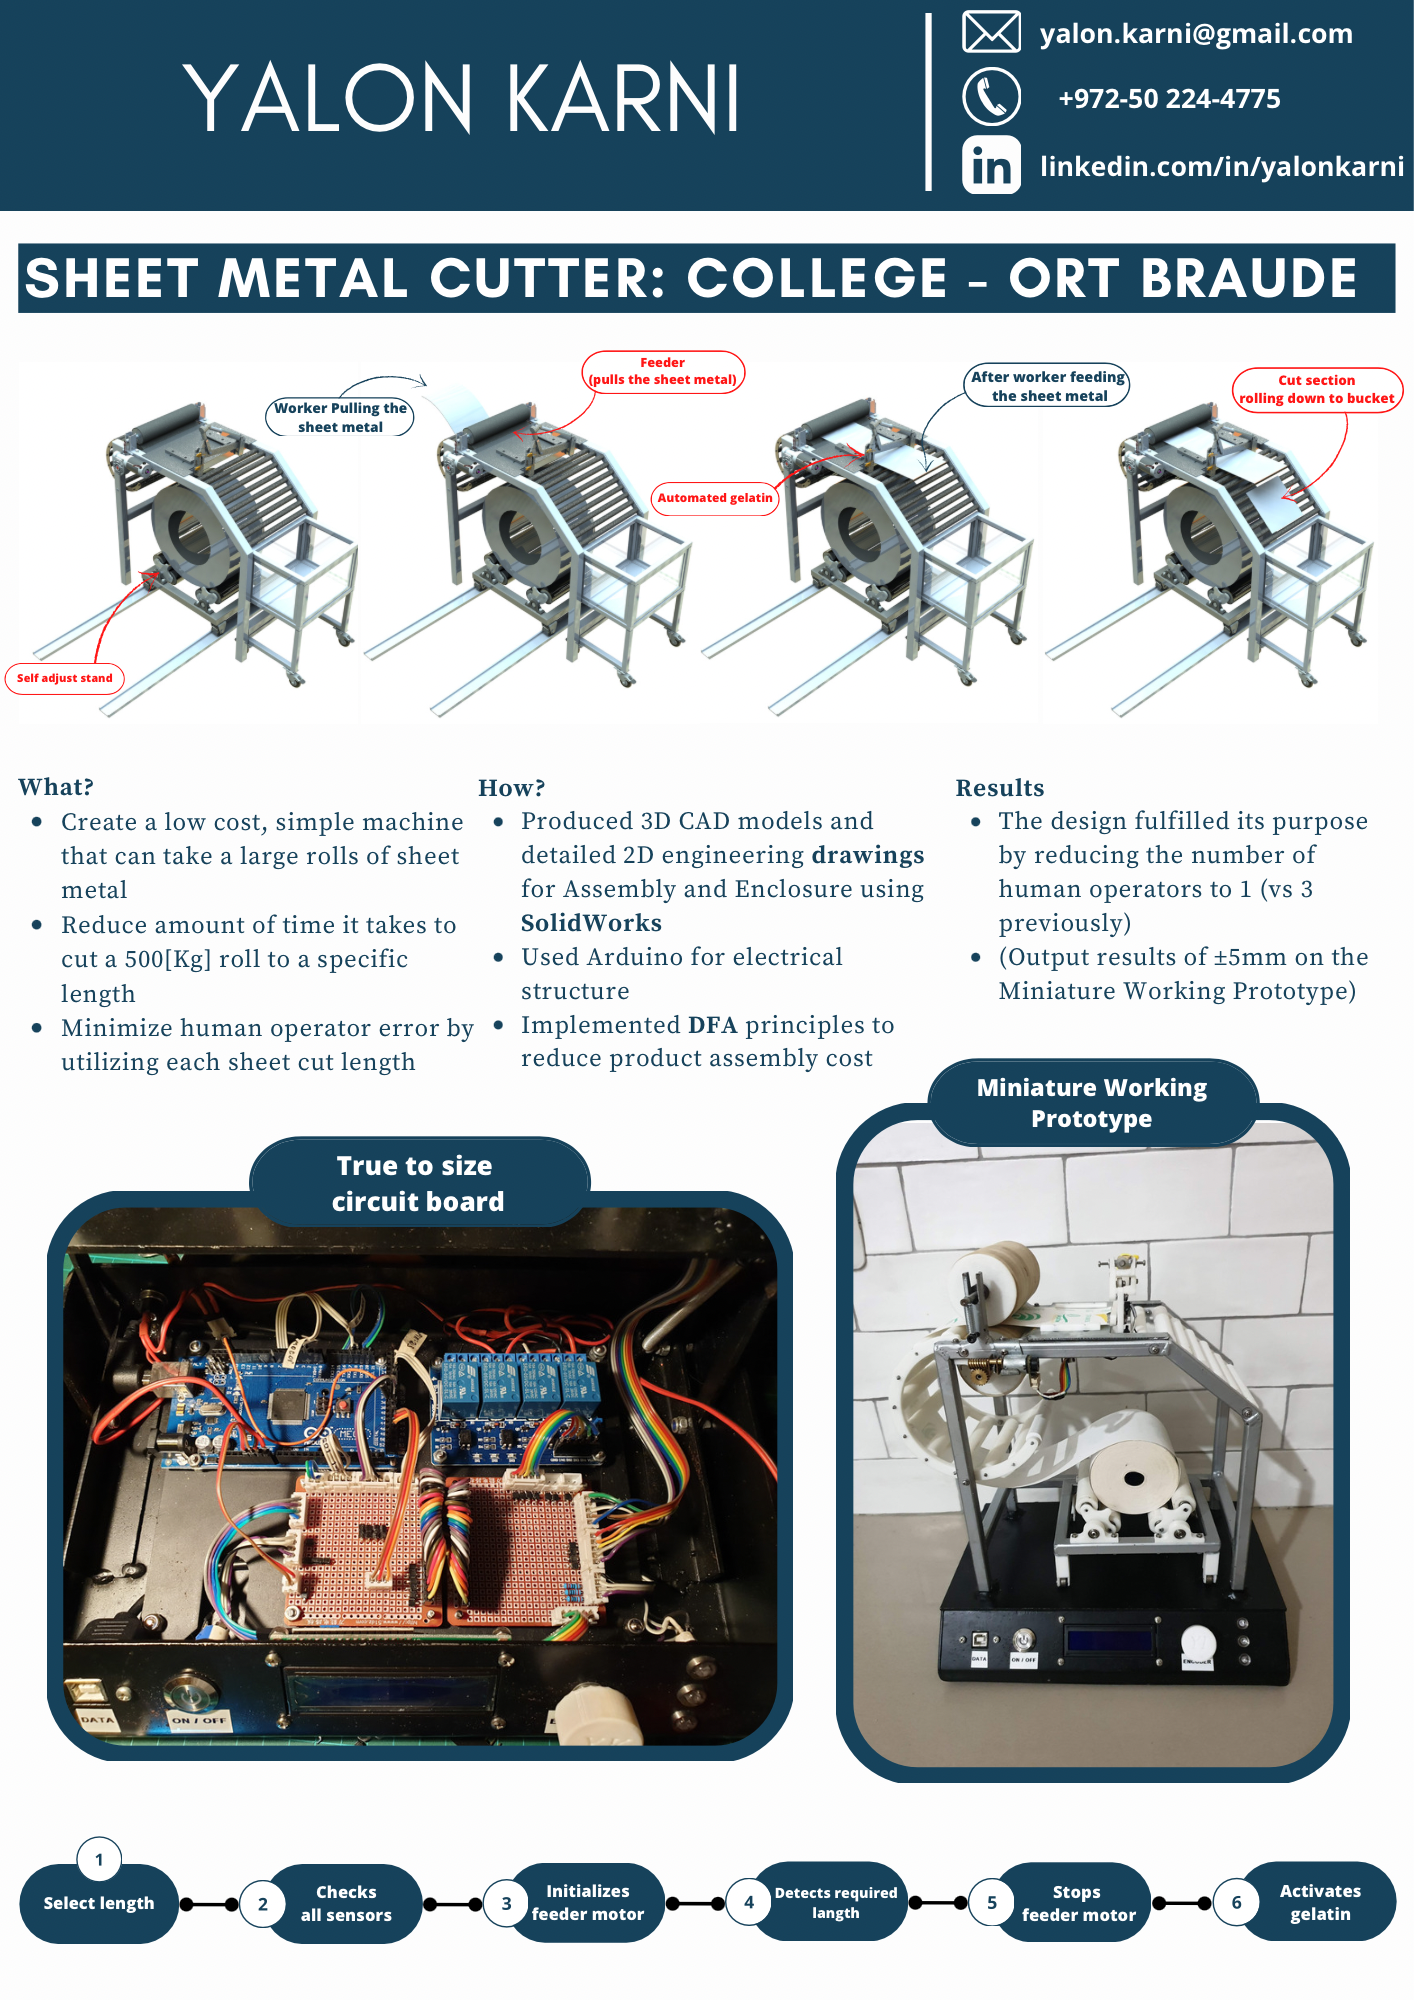 YALON KARNI
yalon.karni@gmail.com
+972-50 224-4775
in
linkedin.com/in/yalonkarni
SHEET METAL CUTTER: COLLEGE - ORT BRAUDE
Worker Pulling the
sheet metal
Feeder
(pulls the sheet metal)
After worker feeding
the sheet metal
Cut section
rolling down to bucket
Automated gelatin
Self adjust stand
What?
Create a low cost, simple machine
that can take a large rolls of sheet
metal
Reduce amount of time it takes to
cut a 500[Kg] roll to a specific
length
Minimize human operator error by
utilizing each sheet cut length
How?
Produced 3D CAD models and
detailed 2D engineering drawings
for Assembly and Enclosure using
SolidWorks
Used Arduino for electrical
structure
Implemented DFA principles to
reduce product assembly cost
Results
The design fulfilled its purpose
by reducing the number of
human operators to 1 (vs 3
previously)
(Output results of ±5mm on the
Miniature Working Prototype)
True to size
circuit board
DATA
ON / OFF
Miniature Working
Prototype
DATA
ON / OFF
ENCODER
1
Select length
2
Checks
all sensors
3
Initializes
feeder motor
4
Detects required
langth
5
Stops
feeder motor
6
Activates
gelatin